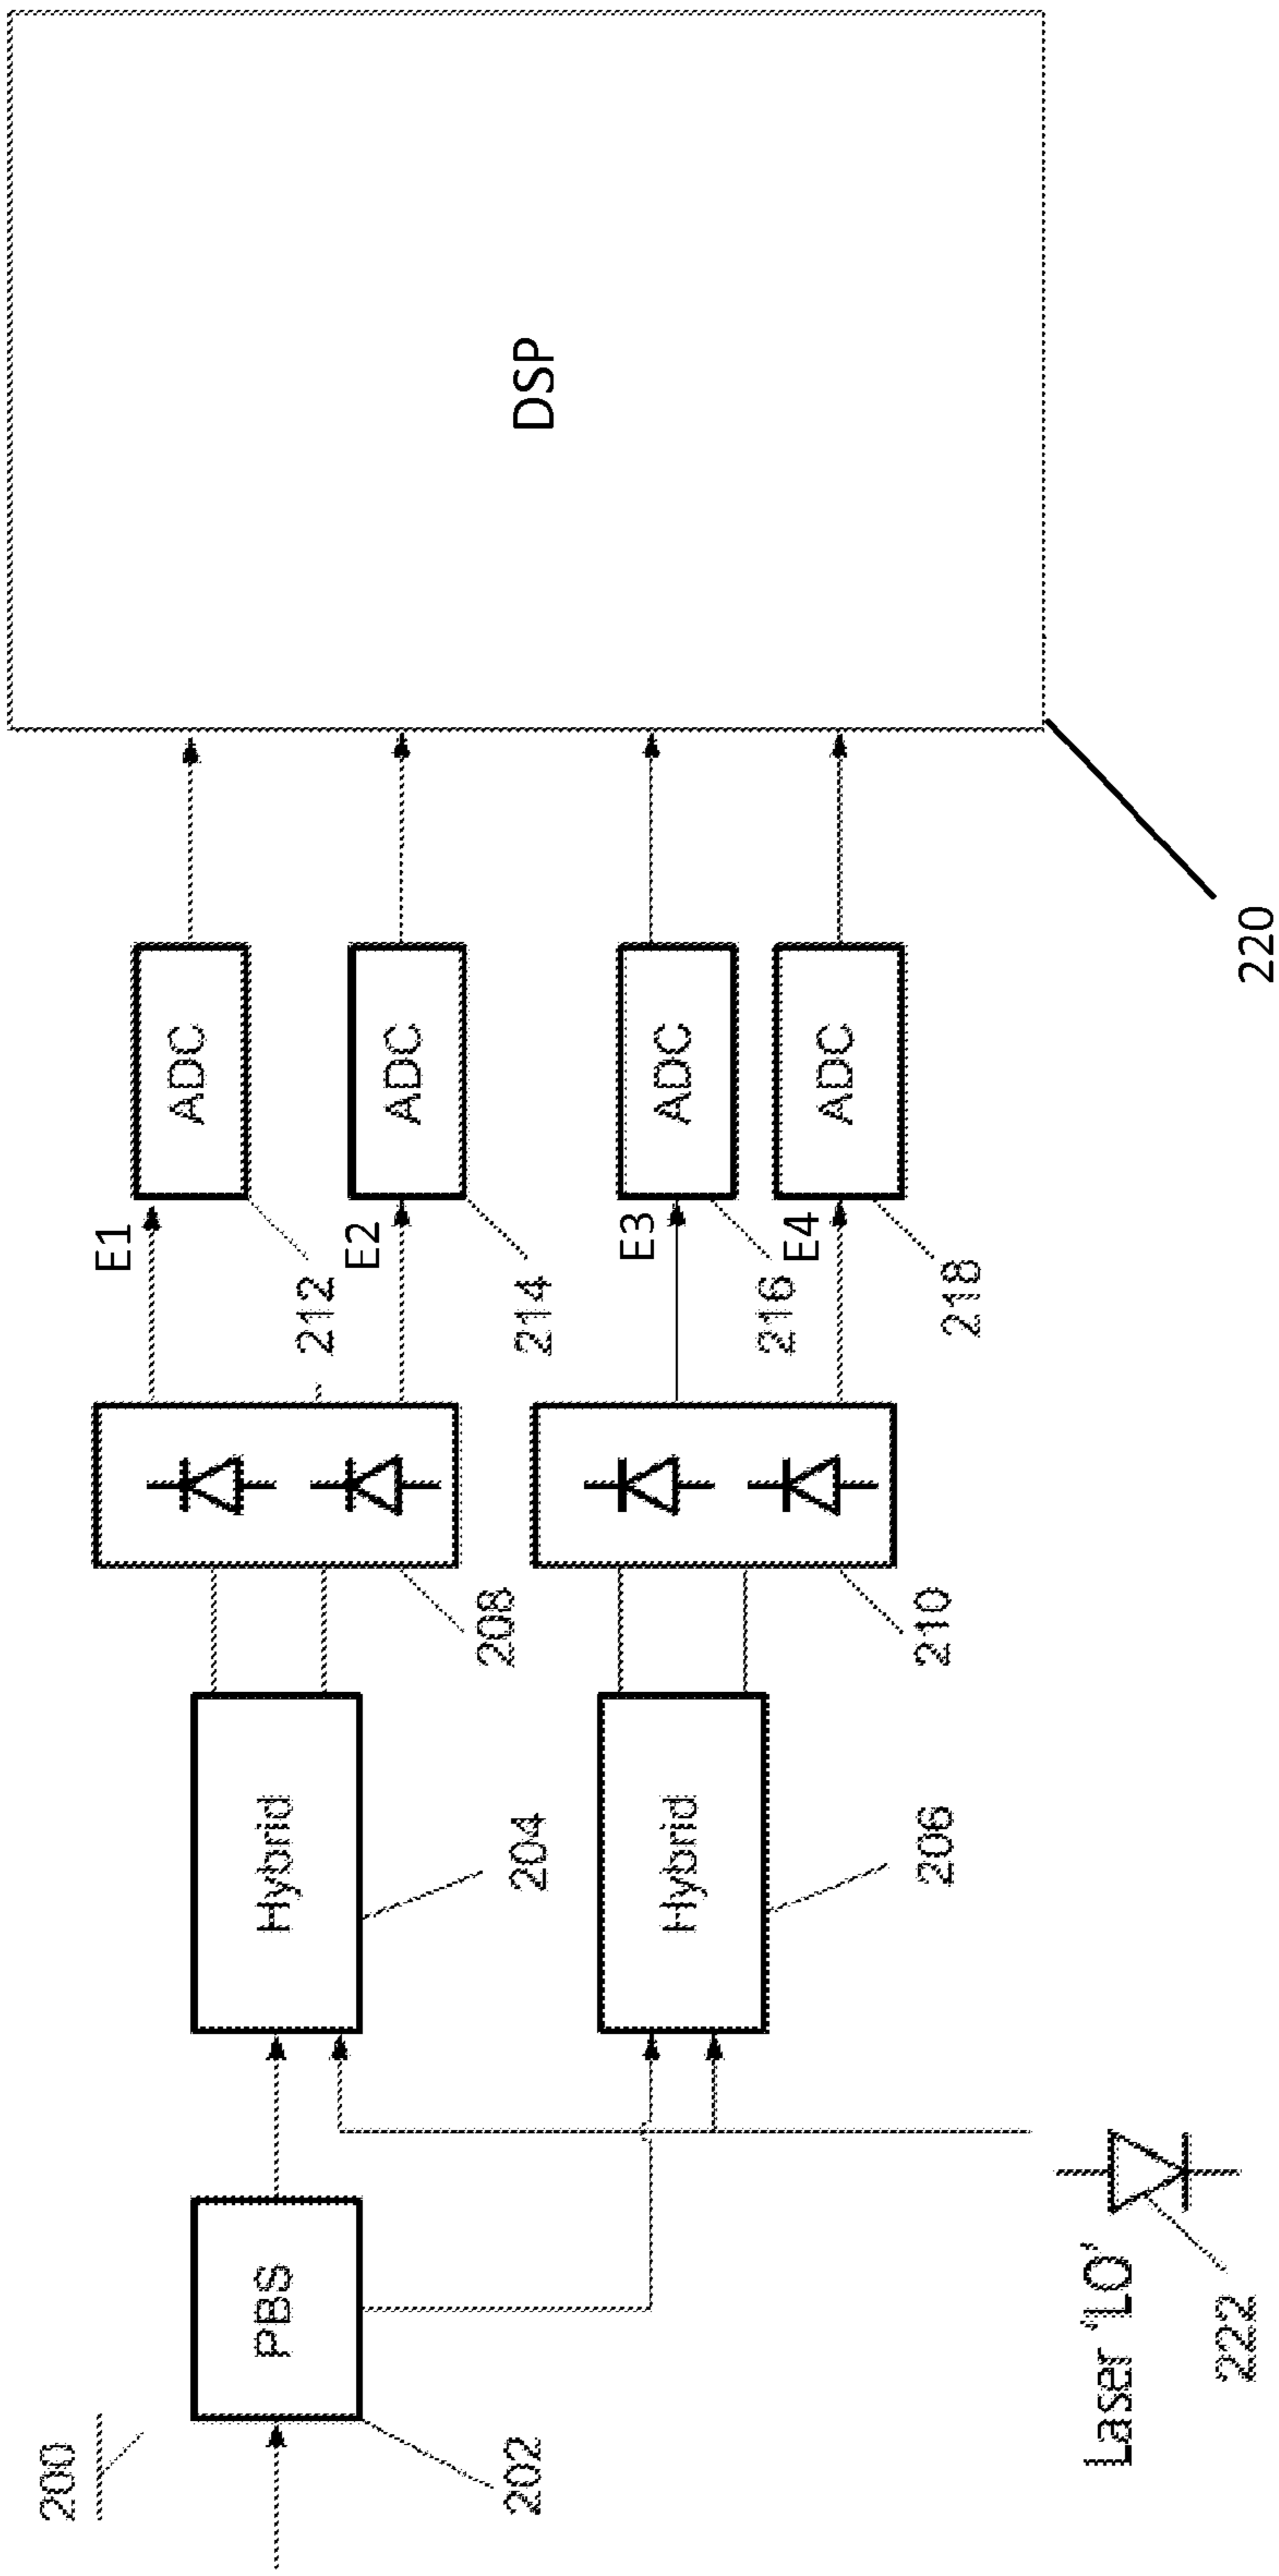 200
PBS
202
Laser 'LO'
222
Hybrid
204
Hybrid
206
208
210
E1
E2
E3
E4
ADC
212
ADC
214
ADC
216
ADC
218
DSP
220